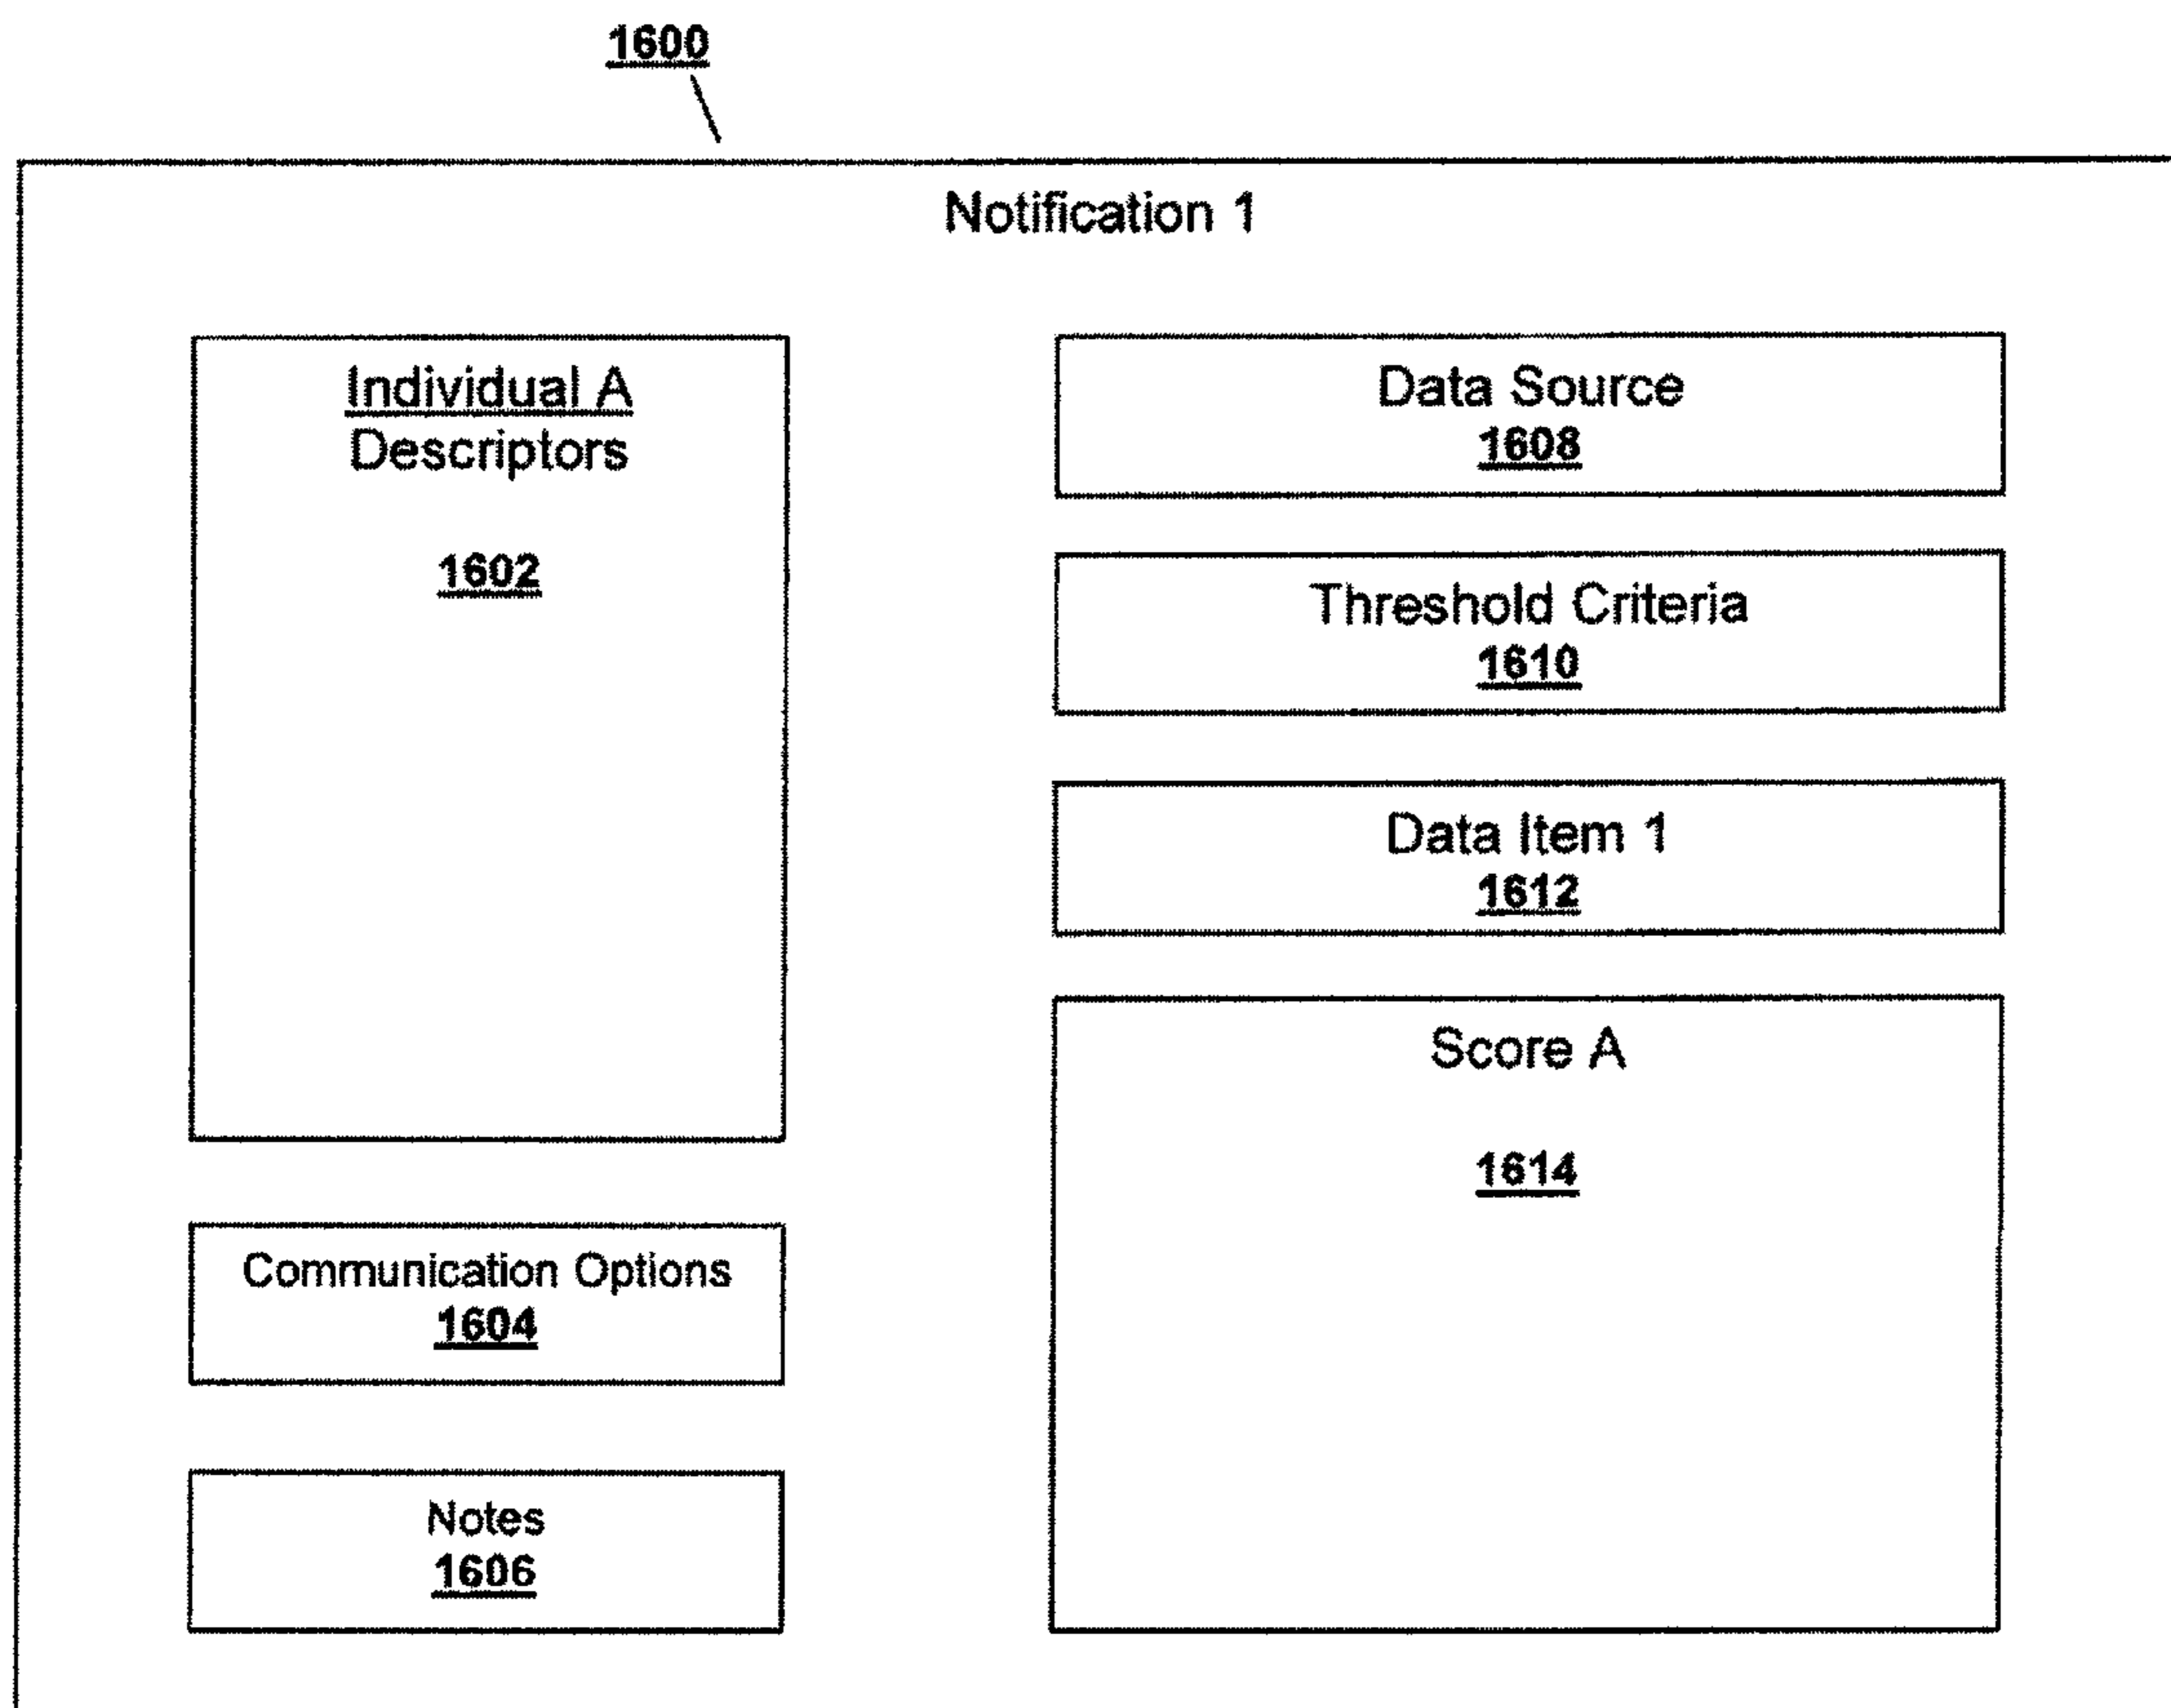 1600
Notification 1
Individual A
Descriptors
1602
Communication Options
1604
Notes
1606
Data Source
1608
Threshold Criteria
1610
Data Item 1
1612
Score A
1614